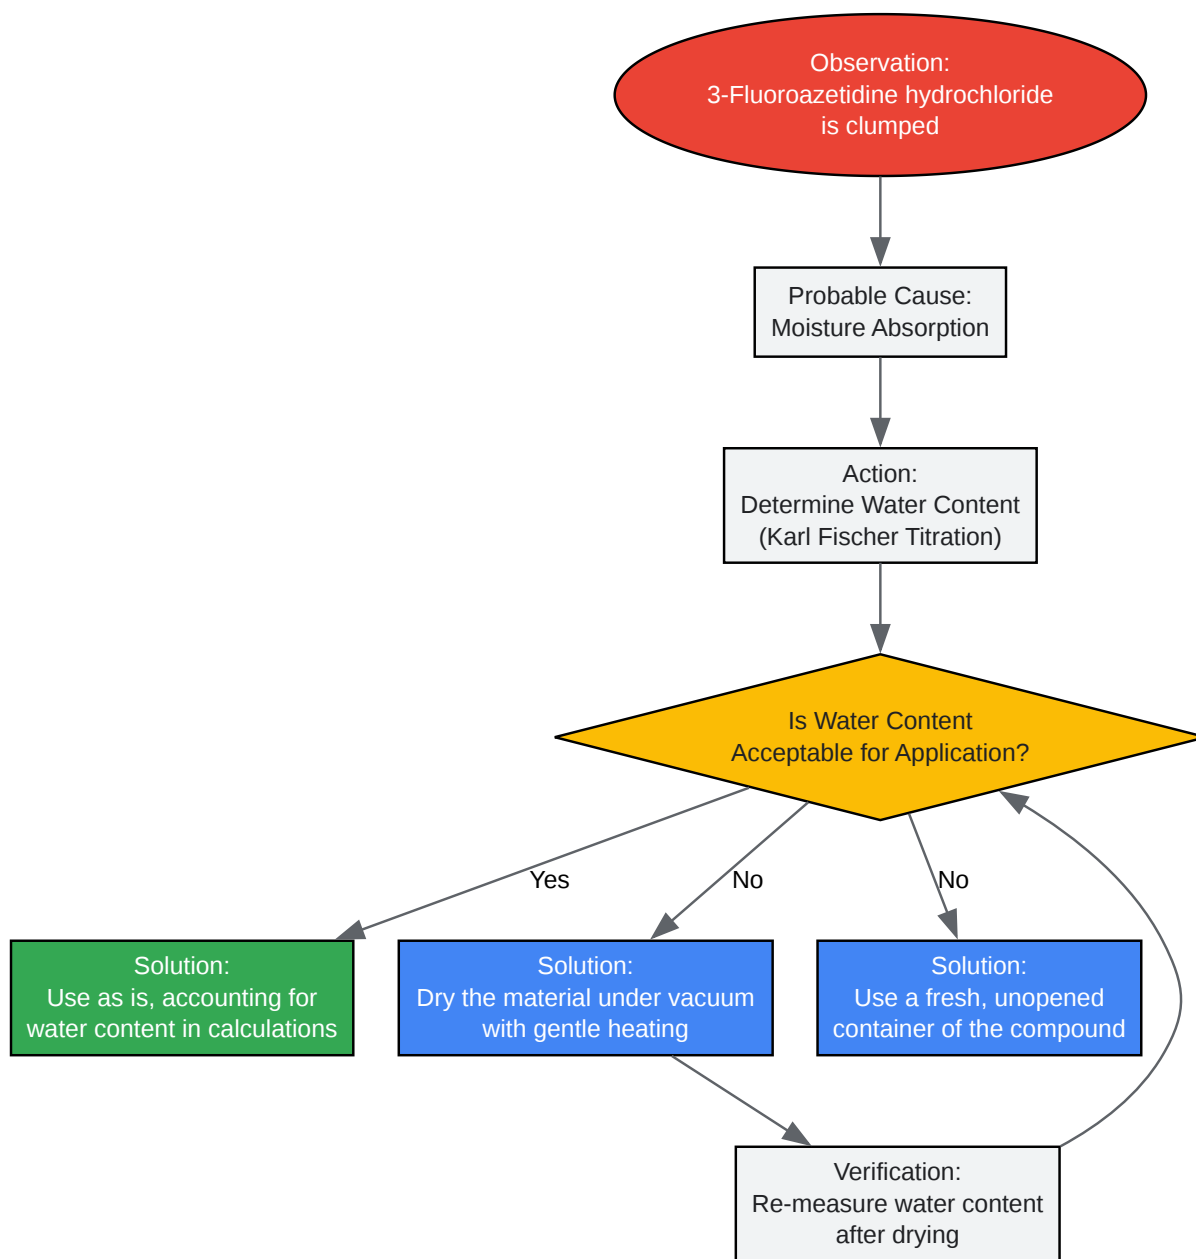 Observation:
3-Fluoroazetidine hydrochloride
is clumped
Probable Cause:
Moisture Absorption
Action:
Determine Water Content
(Karl Fischer Titration)
Is Water Content
Acceptable for Application?
Yes
No
No
Solution:
Use as is, accounting for
water content in calculations
Solution:
Dry the material under vacuum
with gentle heating
Solution:
Use a fresh, unopened
container of the compound
Verification:
Re-measure water content
after drying